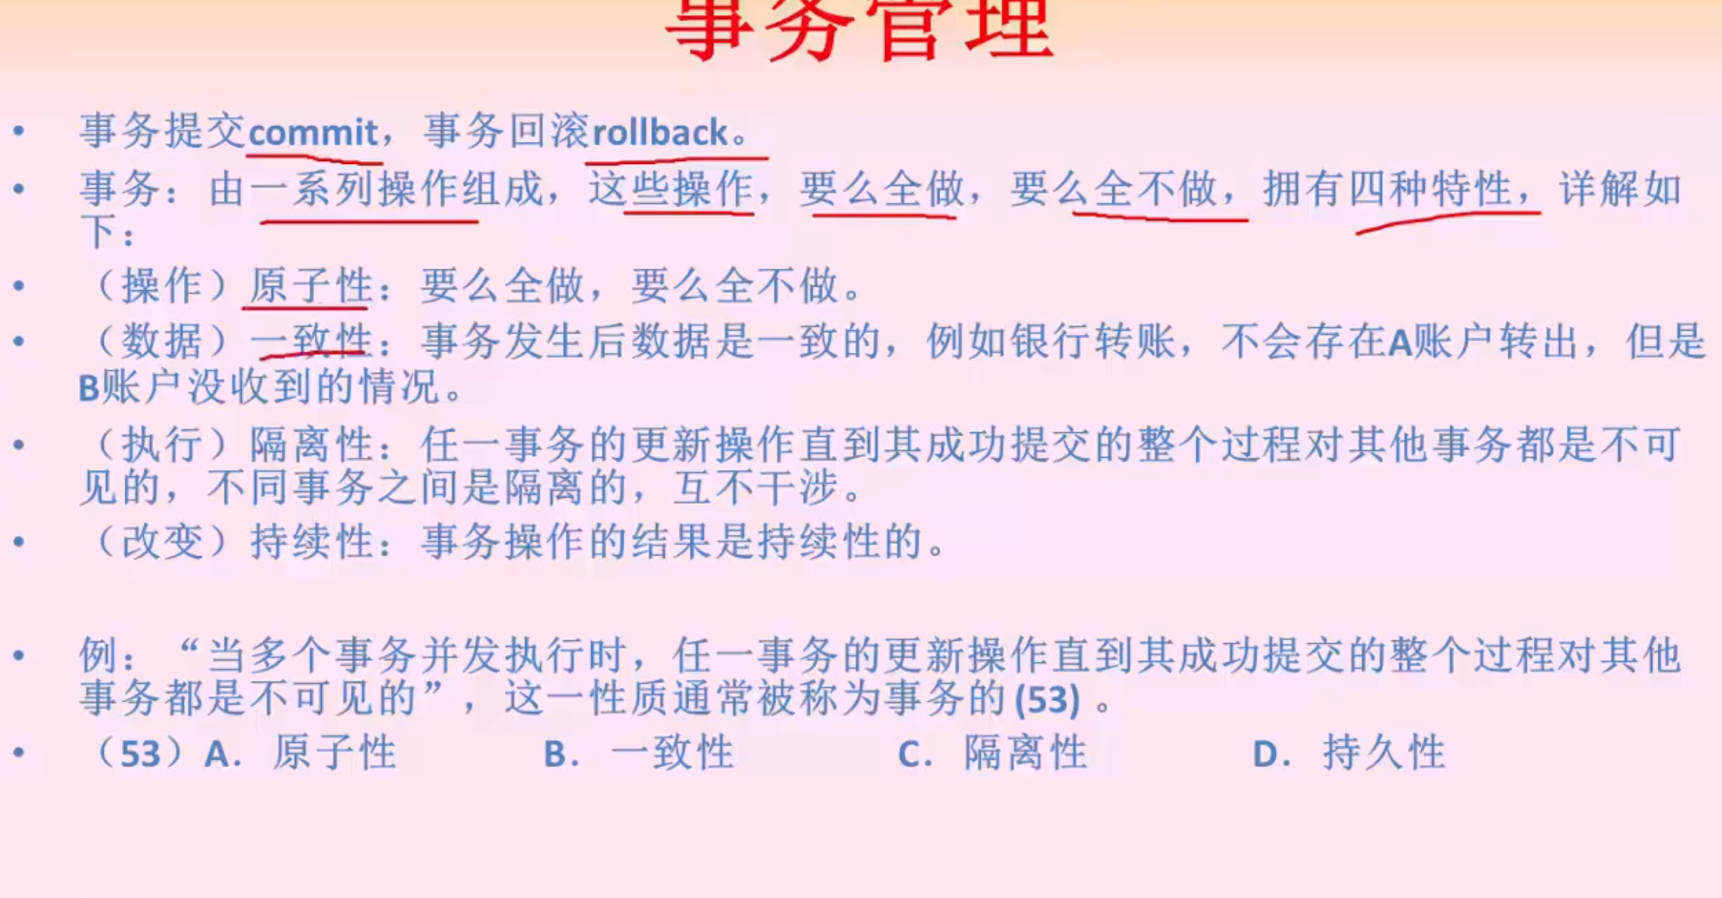 事务管理
• 事务提交commit，事务回滚rollback。
• 事务：由一系列操作组成，这些操作，要么全做，要么全不做，拥有四种特性，详解如
下：
• （操作）原子性：要么全做，要么全不做。
• （数据）一致性：事务发生后数据是一致的，例如银行转账，不会存在A账户转出，但是
B账户没收到的情况。
• （执行）隔离性：任一事务的更新操作直到其成功提交的整个过程对其他事务都是不可
见的，不同事务之间是隔离的，互不干涉。
• （改变）持续性：事务操作的结果是持续性的。
• 例：“当多个事务并发执行时，任一事务的更新操作直到其成功提交的整个过程对其他
事务都是不可见的”，这一性质通常被称为事务的(53) 。
• （53）A. 原子性 B. 一致性 C. 隔离性 D. 持久性